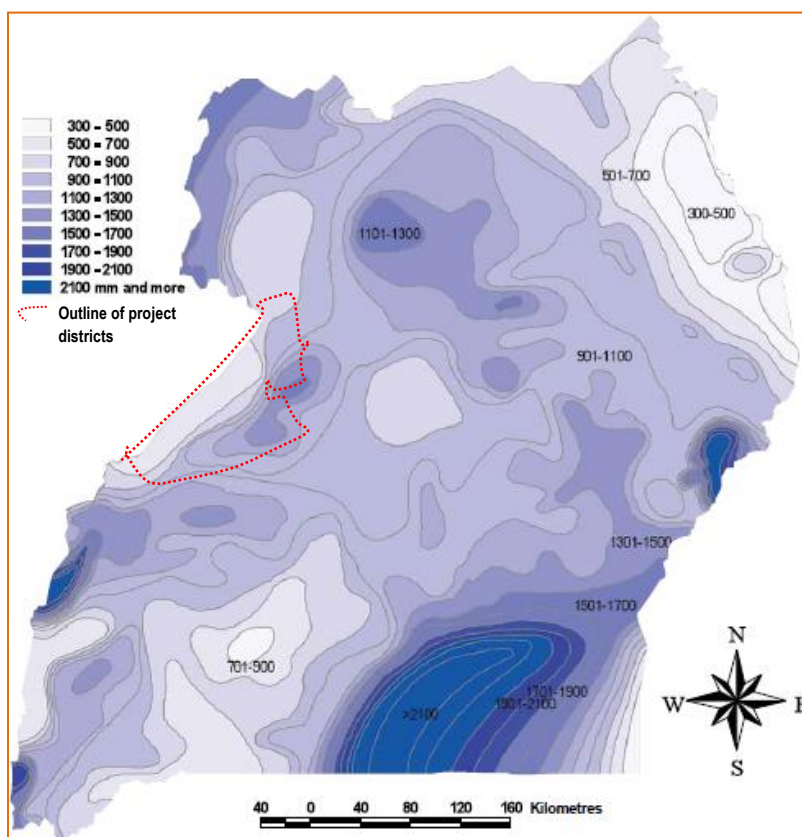 300 – 500
500 – 700
700 – 900
900 – 1100
1100 – 1300
1300 – 1500
1500 – 1700
1700 – 1900
1900 – 2100
2100 mm and more
Outline of project
districts
501-700
300-500
1101-1300
901-1100
1301-1500
1501-1700
701-900
1701-1900
1901-2100
>2100
N
W E
S
40 0 40 80 120 160 Kilometres